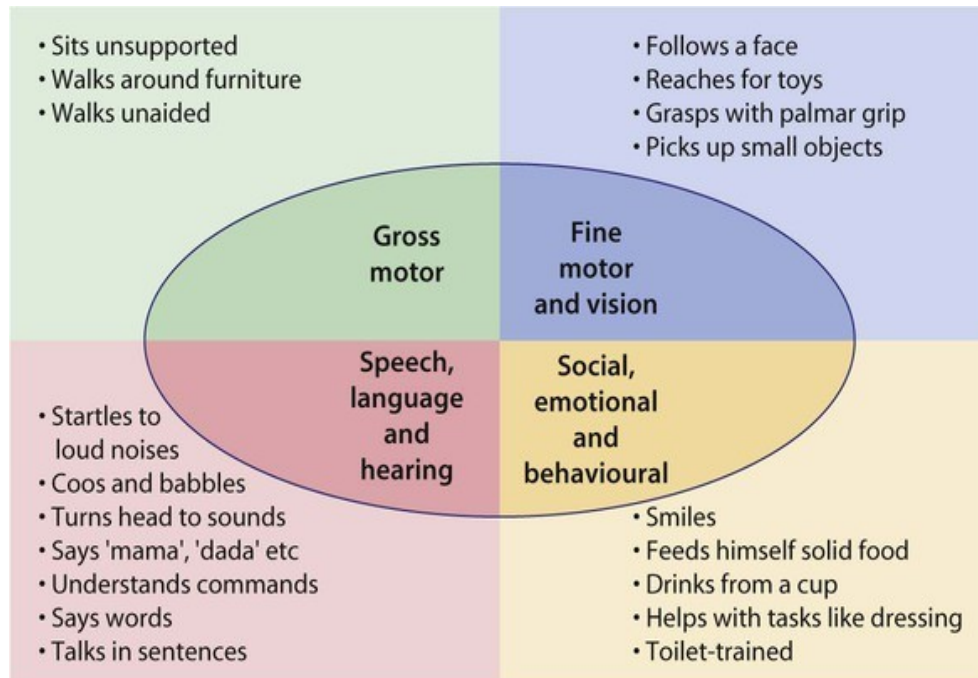 • Sits unsupported
• Walks around furniture
• Walks unaided
• Follows a face
• Reaches for toys
• Grasps with palmar grip
• Picks up small objects
Gross
motor
Fine
motor
and vision
Speech,
language
and
hearing
Social,
emotional
and
behavioural
• Startles to
loud noises
• Coos and babbles
• Turns head to sounds
• Says 'mama', 'dada' etc
• Understands commands
• Says words
• Talks in sentences
• Smiles
• Feeds himself solid food
• Drinks from a cup
• Helps with tasks like dressing
• Toilet-trained